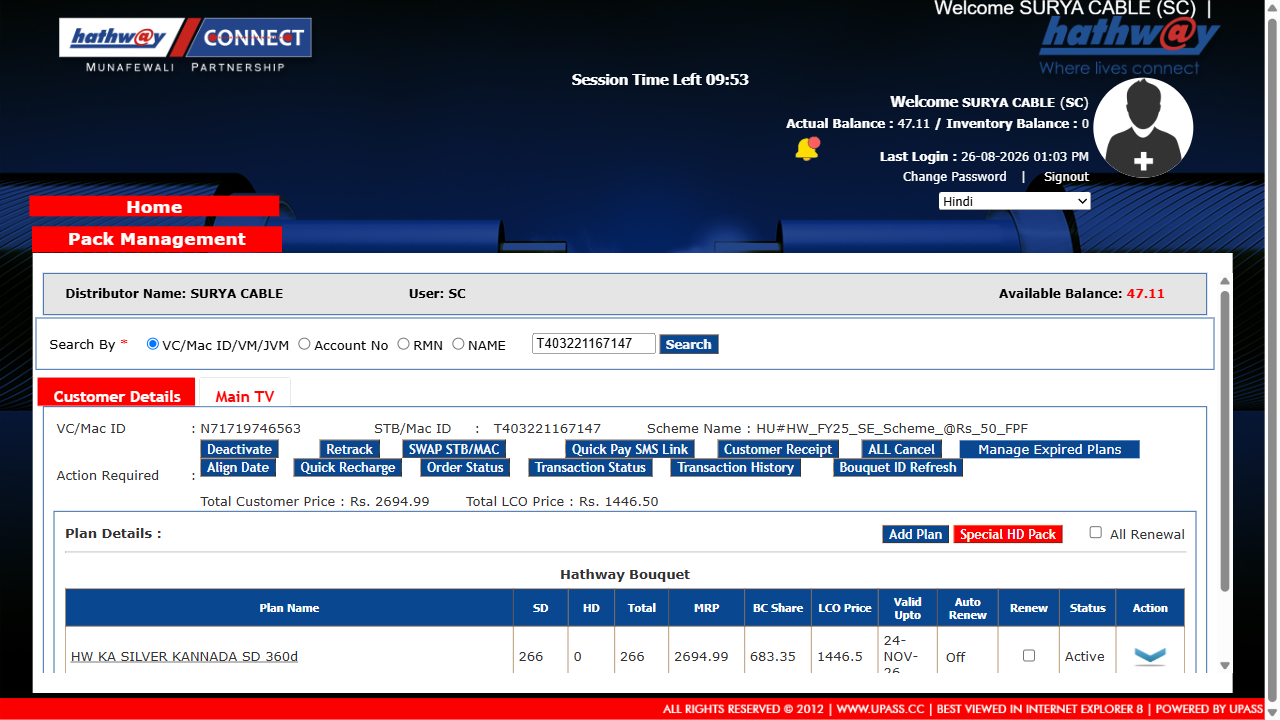 Welcome SURYA CABLE (SC) |
hathw@y CONNECT
MUNAFEWALI PARTNERSHIP
hathw@y
Where lives connect
Session Time Left 09:53
Welcome SURYA CABLE (SC)
Actual Balance : 47.11 / Inventory Balance : 0
Last Login : 26-08-2026 01:03 PM
Change Password | Signout
Hindi
Home
Pack Management
Distributor Name: SURYA CABLE User: SC Available Balance: 47.11
Search By * VC/Mac ID/VM/JVM Account No RMN NAME T403221167147 Search
Customer Details Main TV
VC/Mac ID : N71719746563 STB/Mac ID : T403221167147 Scheme Name : HU#HW_FY25_SE_Scheme_@Rs_50_FPF
Deactivate Retrack SWAP STB/MAC Quick Pay SMS Link Customer Receipt ALL Cancel Manage Expired Plans
Action Required : Align Date Quick Recharge Order Status Transaction Status Transaction History Bouquet ID Refresh
Total Customer Price : Rs. 2694.99 Total LCO Price : Rs. 1446.50
Plan Details : Add Plan Special HD Pack All Renewal
Hathway Bouquet
Plan Name SD HD Total MRP BC Share LCO Price Valid Upto Auto Renew Renew Status Action
HW KA SILVER KANNADA SD 360d 266 0 266 2694.99 683.35 1446.5 24-NOV-26 Off Active
ALL RIGHTS RESERVED © 2012 | WWW.UPASS.CC | BEST VIEWED IN INTERNET EXPLORER 8 | POWERED BY UPASS